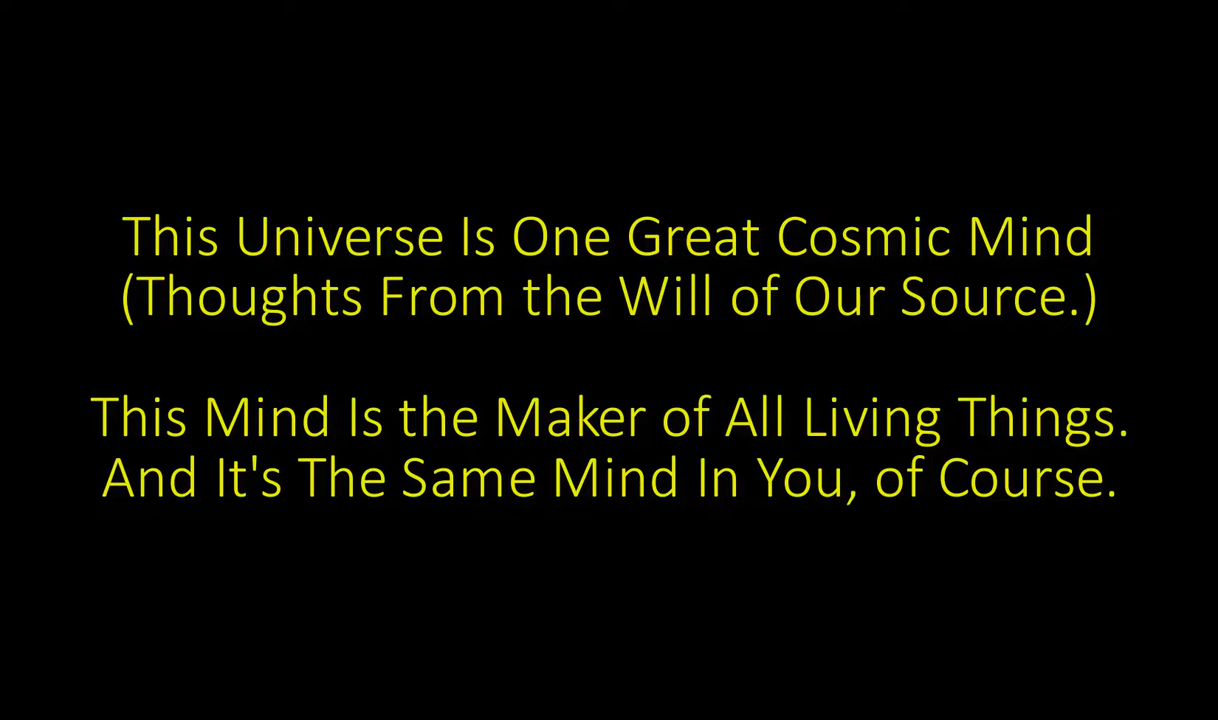 This Universe Is One Great Cosmic Mind
(Thoughts From the Will of Our Source.)
This Mind Is the Maker of All Living Things.
And It's The Same Mind In You, of Course.